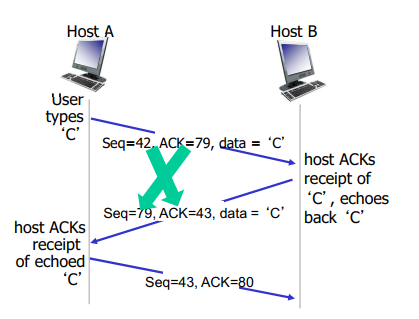 Host A
Host B
User
types
‘C’
Seq=42, ACK=79, data = ‘C’
host ACKs
receipt of
‘C’, echoes
back ‘C’
Seq=79, ACK=43, data = ‘C’
host ACKs
receipt
of echoed
‘C’
Seq=43, ACK=80